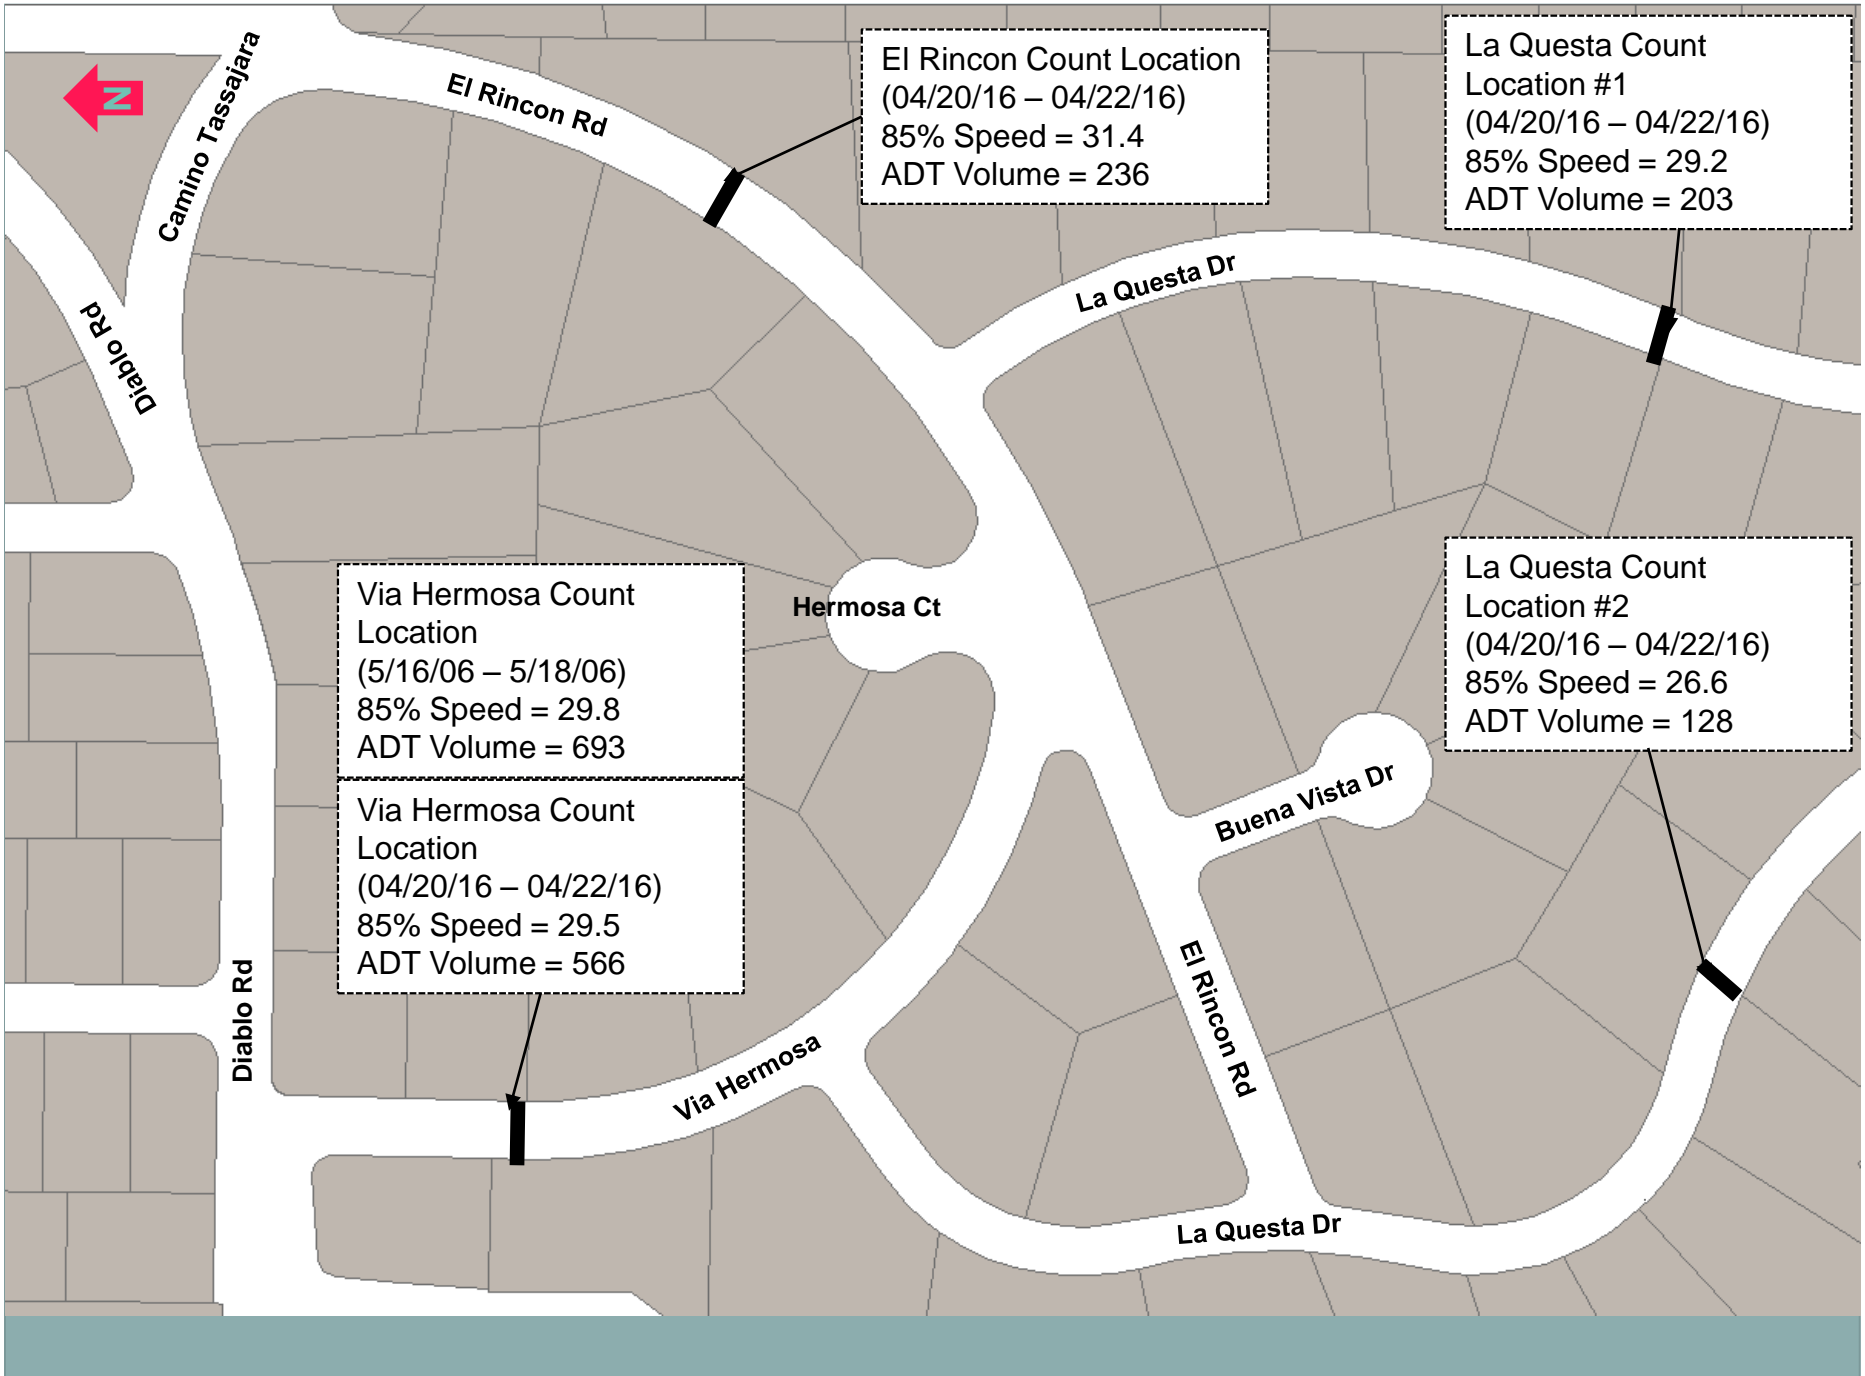 El Rincon Count Location
(04/20/16 – 04/22/16)
85% Speed = 31.4
ADT Volume = 236
La Questa Count
Location #1
(04/20/16 – 04/22/16)
85% Speed = 29.2
ADT Volume = 203
N
Camino Tassajara
El Rincon Rd
La Questa Dr
Diablo Rd
Via Hermosa Count
Location
(5/16/06 – 5/18/06)
85% Speed = 29.8
ADT Volume = 693
Hermosa Ct
La Questa Count
Location #2
(04/20/16 – 04/22/16)
85% Speed = 26.6
ADT Volume = 128
Via Hermosa Count
Location
(04/20/16 – 04/22/16)
85% Speed = 29.5
ADT Volume = 566
Buena Vista Dr
Diablo Rd
Via Hermosa
El Rincon Rd
La Questa Dr